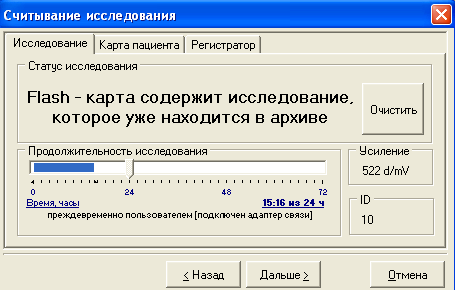 Считывание исследования
Исследование Карта пациента Регистратор
Статус исследования
Flash - карта содержит исследование,
которое уже находится в архиве
Очистить
Продолжительность исследования
0 24 48 72
Время, часы 15:16 из 24 ч
преждевременно пользователем [подключен адаптер связи]
Усиление
522 d/mV
ID
10
< Назад Дальше > Отмена